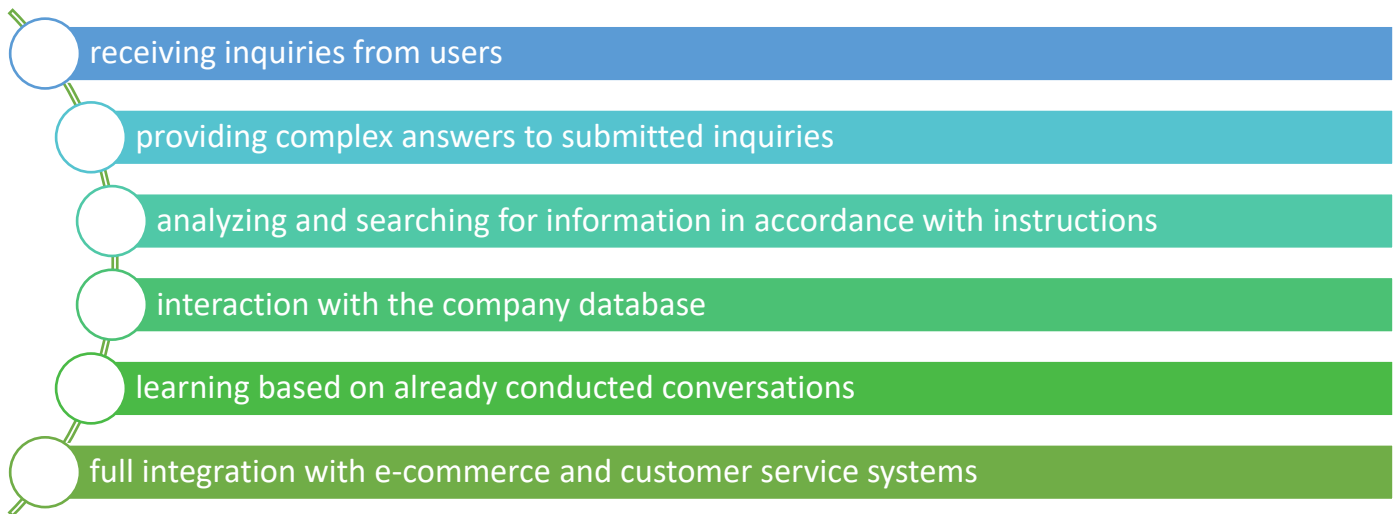 receiving inquiries from users
providing complex answers to submitted inquiries
analyzing and searching for information in accordance with instructions
interaction with the company database
learning based on already conducted conversations
full integration with e-commerce and customer service systems